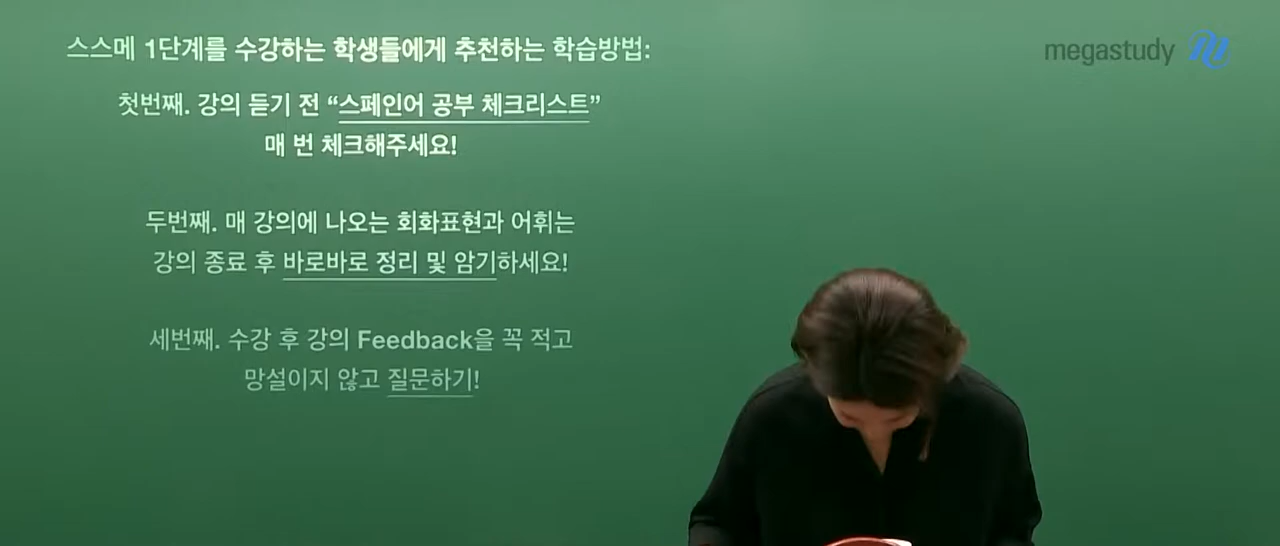 스스메 1단계를 수강하는 학생들에게 추천하는 학습방법:
megastudy
첫번째. 강의 듣기 전 “스페인어 공부 체크리스트”
매 번 체크해주세요!
두번째. 매 강의에 나오는 회화표현과 어휘는
강의 종료 후 바로바로 정리 및 암기하세요!
세번째. 수강 후 강의 Feedback을 꼭 적고
망설이지 않고 질문하기!